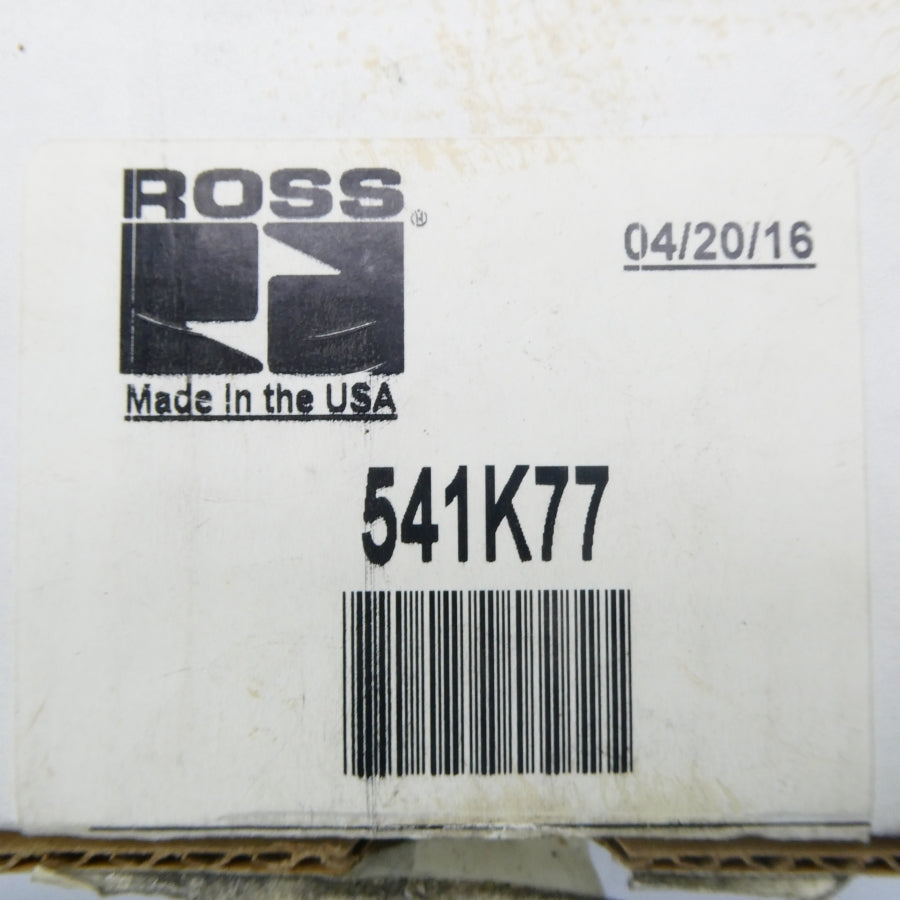 ROSS
®
04/20/16
Made In the USA
541K77